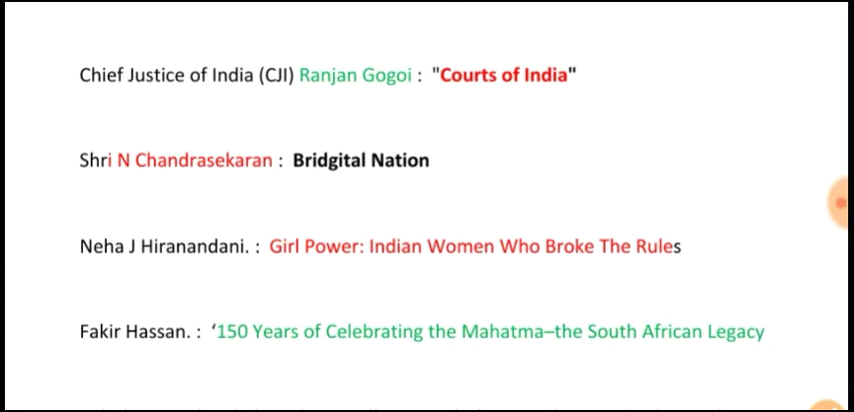 Chief Justice of India (CJI) Ranjan Gogoi : "Courts of India"
Shri N Chandrasekaran : Bridgital Nation
Neha J Hiranandani. : Girl Power: Indian Women Who Broke The Rules
Fakir Hassan. : ‘150 Years of Celebrating the Mahatma–the South African Legacy